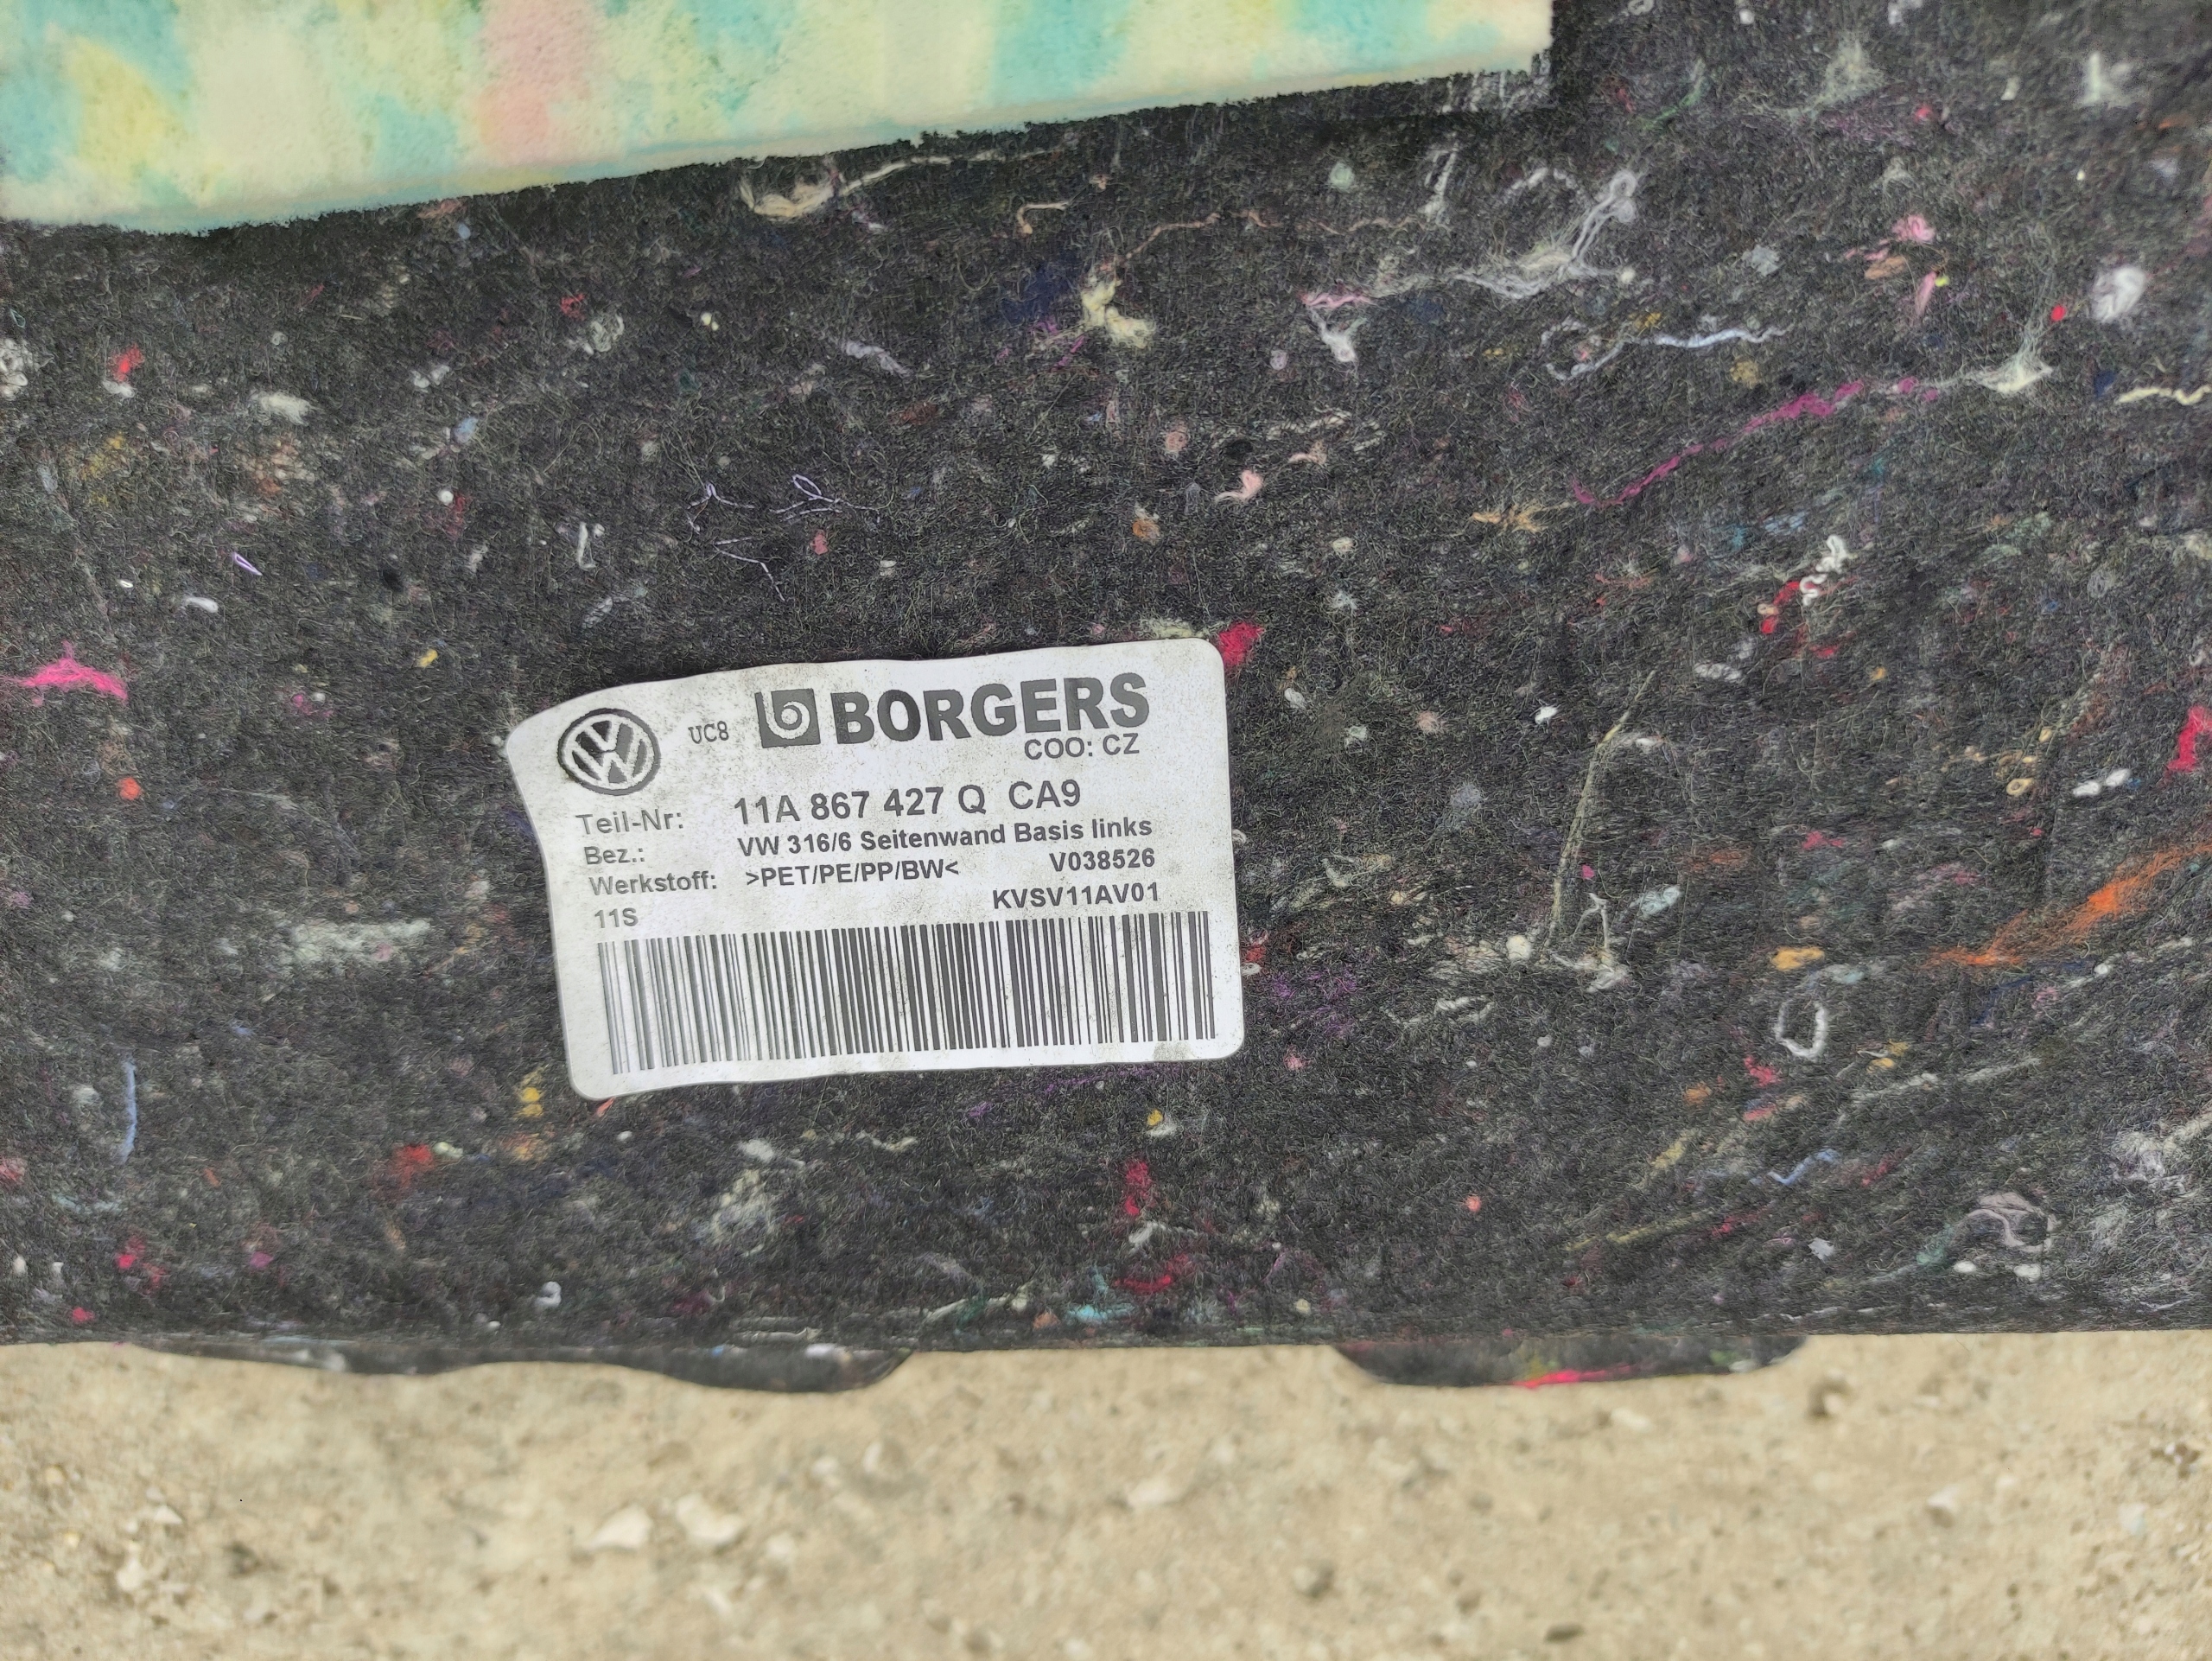 UC8 BORGERS
COO: CZ
Teil-Nr: 11A 867 427 Q CA9
Bez.: VW 316/6 Seitenwand Basis links
Werkstoff: >PET/PE/PP/BW< V038526
11S KVSV11AV01